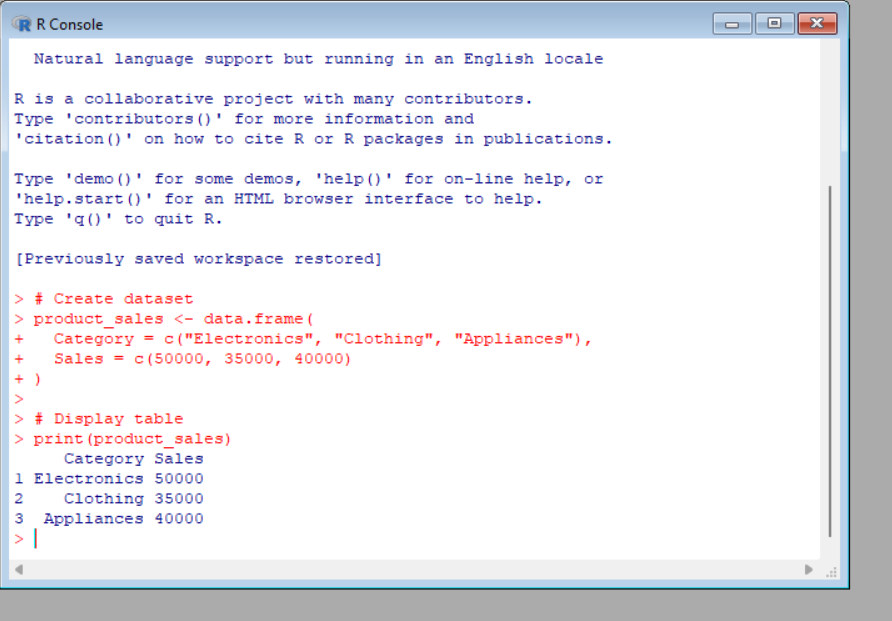 R Console
  Natural language support but running in an English locale

R is a collaborative project with many contributors.
Type 'contributors()' for more information and
'citation()' on how to cite R or R packages in publications.

Type 'demo()' for some demos, 'help()' for on-line help, or
'help.start()' for an HTML browser interface to help.
Type 'q()' to quit R.

[Previously saved workspace restored]

> # Create dataset
> product_sales <- data.frame(
+   Category = c("Electronics", "Clothing", "Appliances"),
+   Sales = c(50000, 35000, 40000)
+ )
>
> # Display table
> print(product_sales)
     Category Sales
1 Electronics 50000
2    Clothing 35000
3  Appliances 40000
>